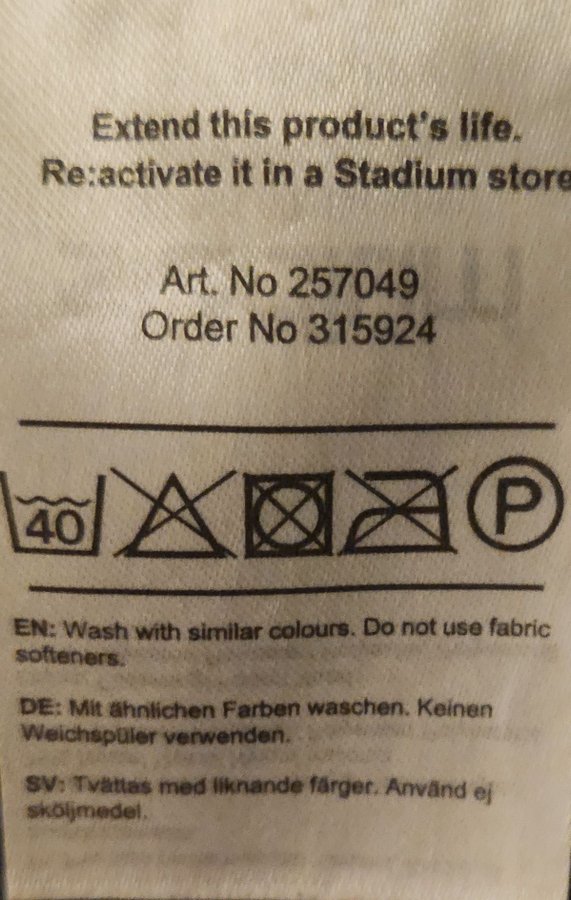 Extend this product's life.
Re:activate it in a Stadium store
Art. No 257049
Order No 315924
40
P
EN: Wash with similar colours. Do not use fabric
softeners.
DE: Mit ähnlichen Farben waschen. Keinen
Weichspüler verwenden.
SV: Tvättas med liknande färger. Använd ej
sköljmedel.